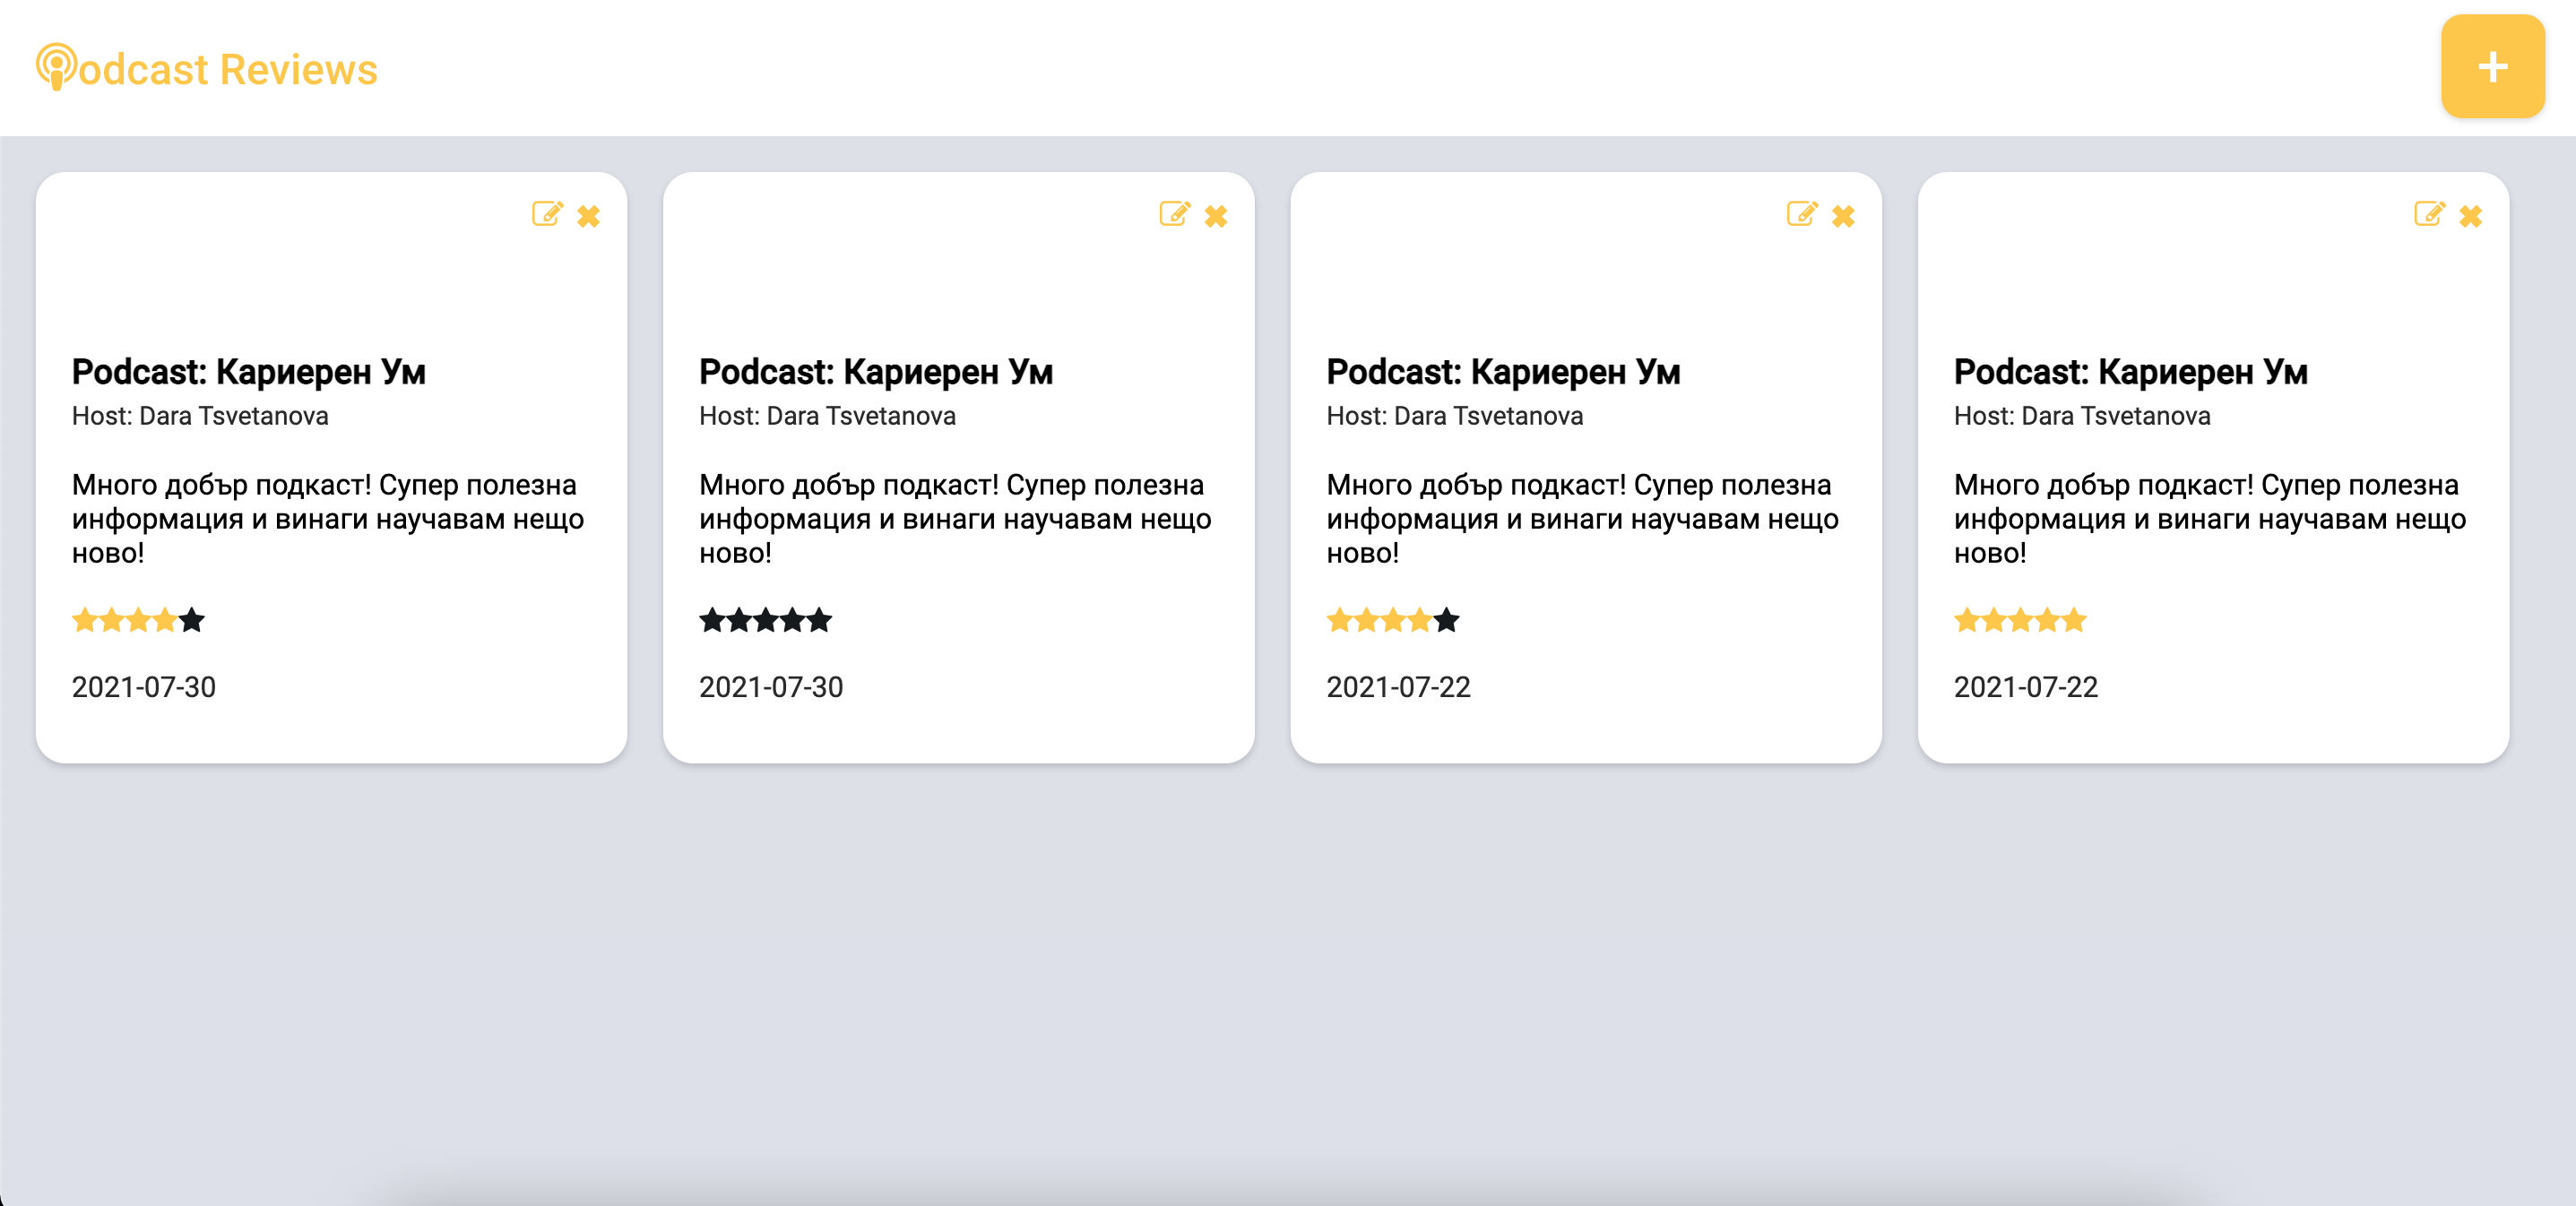 Podcast Reviews
+
Podcast: Кариерен Ум
Host: Dara Tsvetanova
Много добър подкаст! Супер полезна
информация и винаги научавам нещо
ново!
2021-07-30
Podcast: Кариерен Ум
Host: Dara Tsvetanova
Много добър подкаст! Супер полезна
информация и винаги научавам нещо
ново!
2021-07-30
Podcast: Кариерен Ум
Host: Dara Tsvetanova
Много добър подкаст! Супер полезна
информация и винаги научавам нещо
ново!
2021-07-22
Podcast: Кариерен Ум
Host: Dara Tsvetanova
Много добър подкаст! Супер полезна
информация и винаги научавам нещо
ново!
2021-07-22